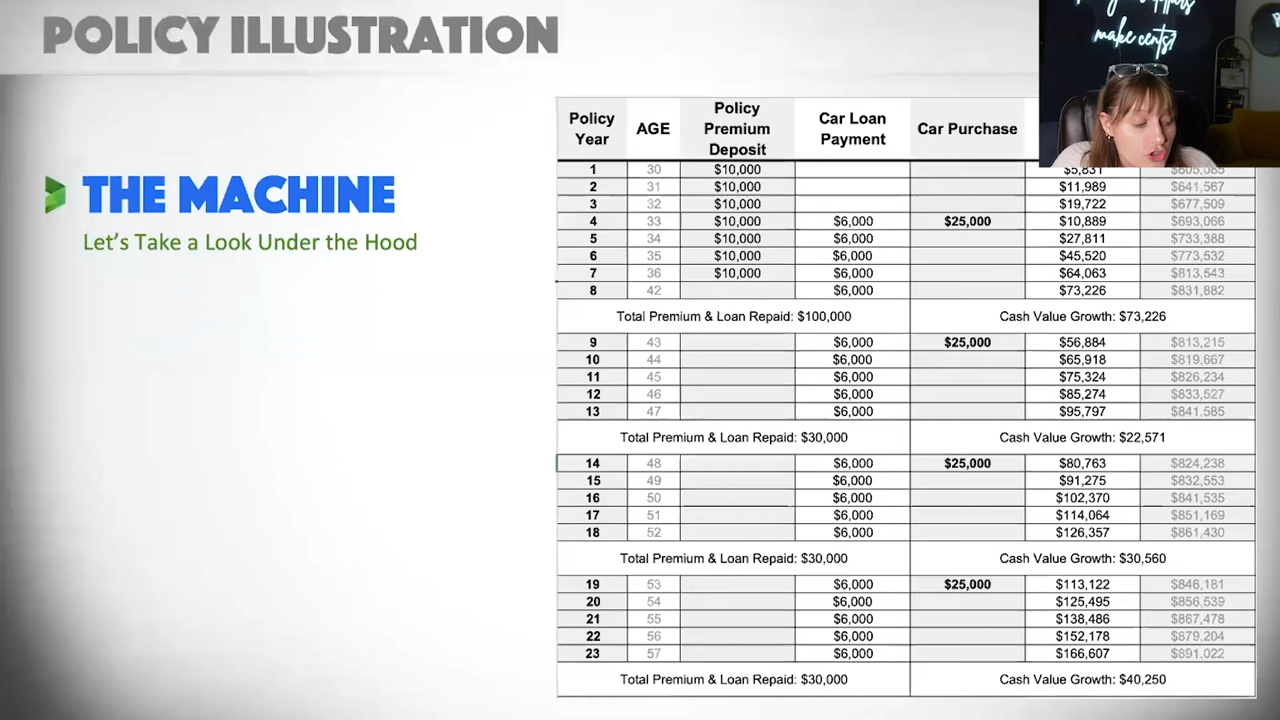 POLICY ILLUSTRATION
make cents?
THE MACHINE
Let's Take a Look Under the Hood
Policy Year AGE Policy Premium Deposit Car Loan Payment Car Purchase
1 30 $10,000 $5,831 $605,085
2 31 $10,000 $11,989 $641,567
3 32 $10,000 $19,722 $677,509
4 33 $10,000 $6,000 $25,000 $10,889 $693,066
5 34 $10,000 $6,000 $27,811 $733,388
6 35 $10,000 $6,000 $45,520 $773,532
7 36 $10,000 $6,000 $64,063 $813,543
8 42 $6,000 $73,226 $831,882
Total Premium & Loan Repaid: $100,000 Cash Value Growth: $73,226
9 43 $6,000 $25,000 $56,884 $813,215
10 44 $6,000 $65,918 $819,667
11 45 $6,000 $75,324 $826,234
12 46 $6,000 $85,274 $833,527
13 47 $6,000 $95,797 $841,585
Total Premium & Loan Repaid: $30,000 Cash Value Growth: $22,571
14 48 $6,000 $25,000 $80,763 $824,238
15 49 $6,000 $91,275 $832,553
16 50 $6,000 $102,370 $841,535
17 51 $6,000 $114,064 $851,169
18 52 $6,000 $126,357 $861,430
Total Premium & Loan Repaid: $30,000 Cash Value Growth: $30,560
19 53 $6,000 $25,000 $113,122 $846,181
20 54 $6,000 $125,495 $856,539
21 55 $6,000 $138,486 $867,478
22 56 $6,000 $152,178 $879,204
23 57 $6,000 $166,607 $891,022
Total Premium & Loan Repaid: $30,000 Cash Value Growth: $40,250